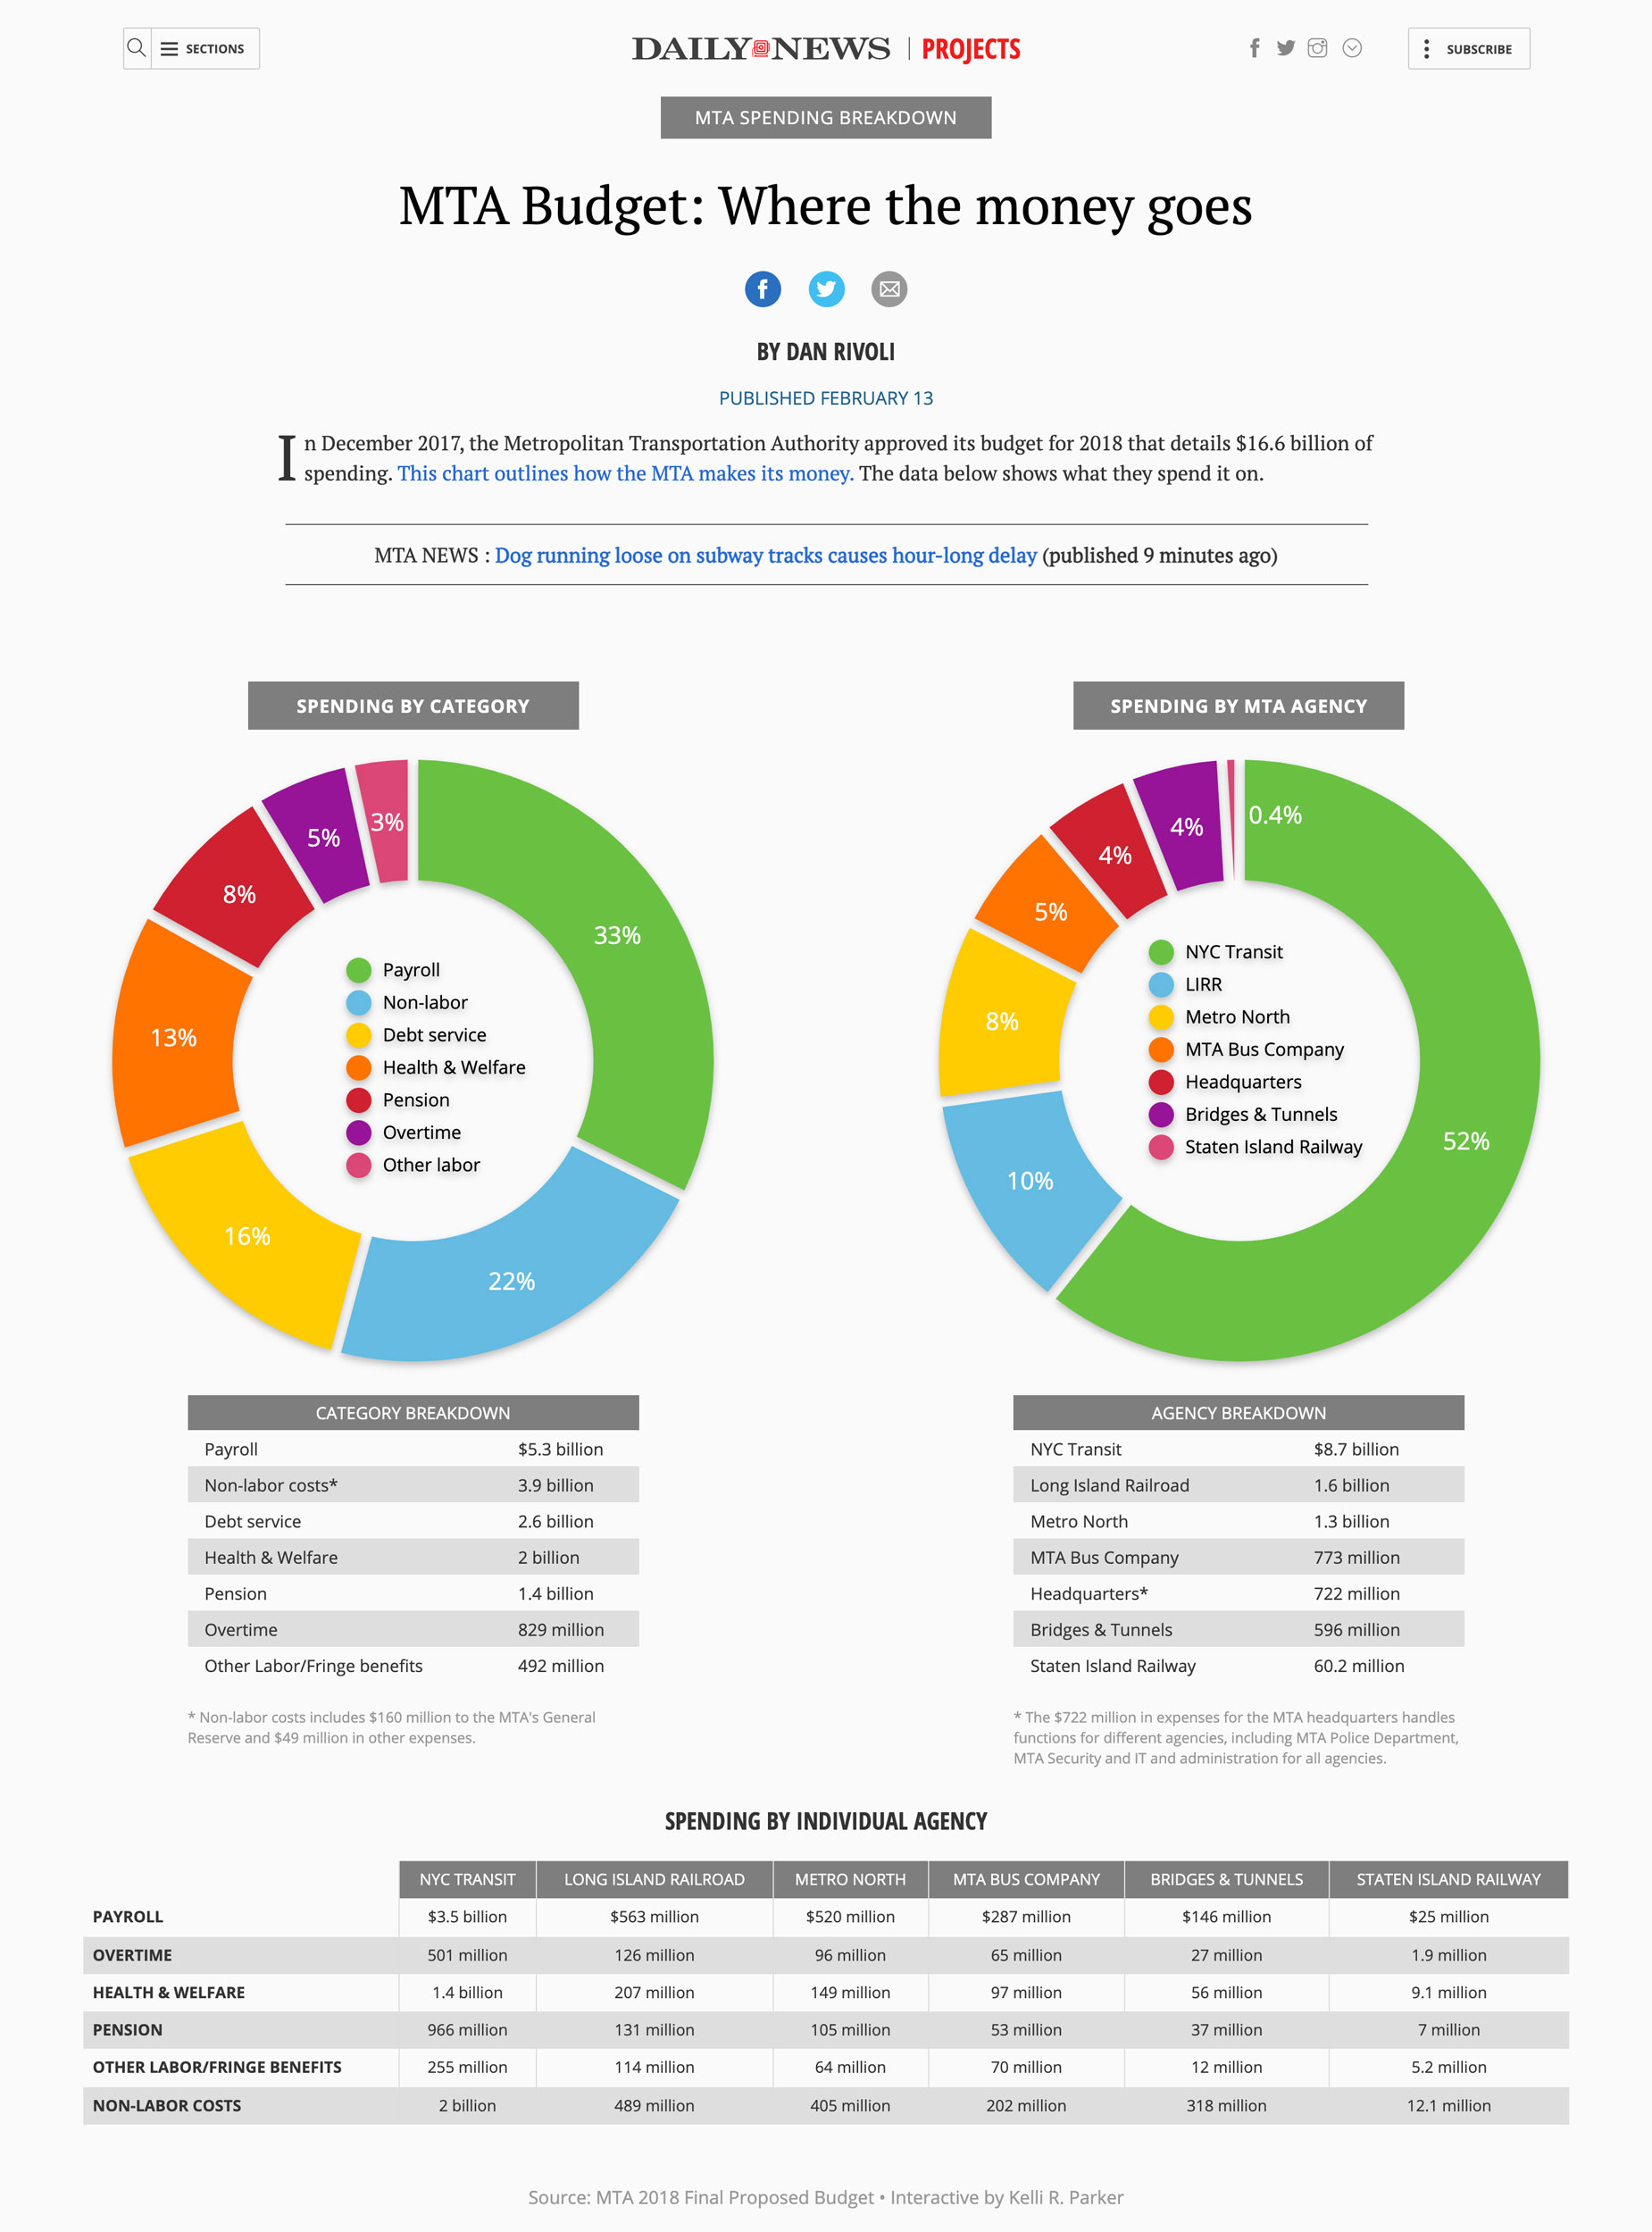 SECTIONS
DAILY NEWS | PROJECTS
SUBSCRIBE
MTA SPENDING BREAKDOWN
MTA Budget: Where the money goes
BY DAN RIVOLI
PUBLISHED FEBRUARY 13
In December 2017, the Metropolitan Transportation Authority approved its budget for 2018 that details $16.6 billion of
spending. This chart outlines how the MTA makes its money. The data below shows what they spend it on.
MTA NEWS : Dog running loose on subway tracks causes hour-long delay (published 9 minutes ago)
SPENDING BY CATEGORY
3%
5%
8%
33%
13%
16%
22%
Payroll
Non-labor
Debt service
Health & Welfare
Pension
Overtime
Other labor
SPENDING BY MTA AGENCY
0.4%
4%
4%
5%
8%
10%
52%
NYC Transit
LIRR
Metro North
MTA Bus Company
Headquarters
Bridges & Tunnels
Staten Island Railway
CATEGORY BREAKDOWN
Payroll $5.3 billion
Non-labor costs* 3.9 billion
Debt service 2.6 billion
Health & Welfare 2 billion
Pension 1.4 billion
Overtime 829 million
Other Labor/Fringe benefits 492 million
* Non-labor costs includes $160 million to the MTA's General
Reserve and $49 million in other expenses.
AGENCY BREAKDOWN
NYC Transit $8.7 billion
Long Island Railroad 1.6 billion
Metro North 1.3 billion
MTA Bus Company 773 million
Headquarters* 722 million
Bridges & Tunnels 596 million
Staten Island Railway 60.2 million
* The $722 million in expenses for the MTA headquarters handles
functions for different agencies, including MTA Police Department,
MTA Security and IT and administration for all agencies.
SPENDING BY INDIVIDUAL AGENCY
NYC TRANSIT LONG ISLAND RAILROAD METRO NORTH MTA BUS COMPANY BRIDGES & TUNNELS STATEN ISLAND RAILWAY
PAYROLL $3.5 billion $563 million $520 million $287 million $146 million $25 million
OVERTIME 501 million 126 million 96 million 65 million 27 million 1.9 million
HEALTH & WELFARE 1.4 billion 207 million 149 million 97 million 56 million 9.1 million
PENSION 966 million 131 million 105 million 53 million 37 million 7 million
OTHER LABOR/FRINGE BENEFITS 255 million 114 million 64 million 70 million 12 million 5.2 million
NON-LABOR COSTS 2 billion 489 million 405 million 202 million 318 million 12.1 million
Source: MTA 2018 Final Proposed Budget • Interactive by Kelli R. Parker